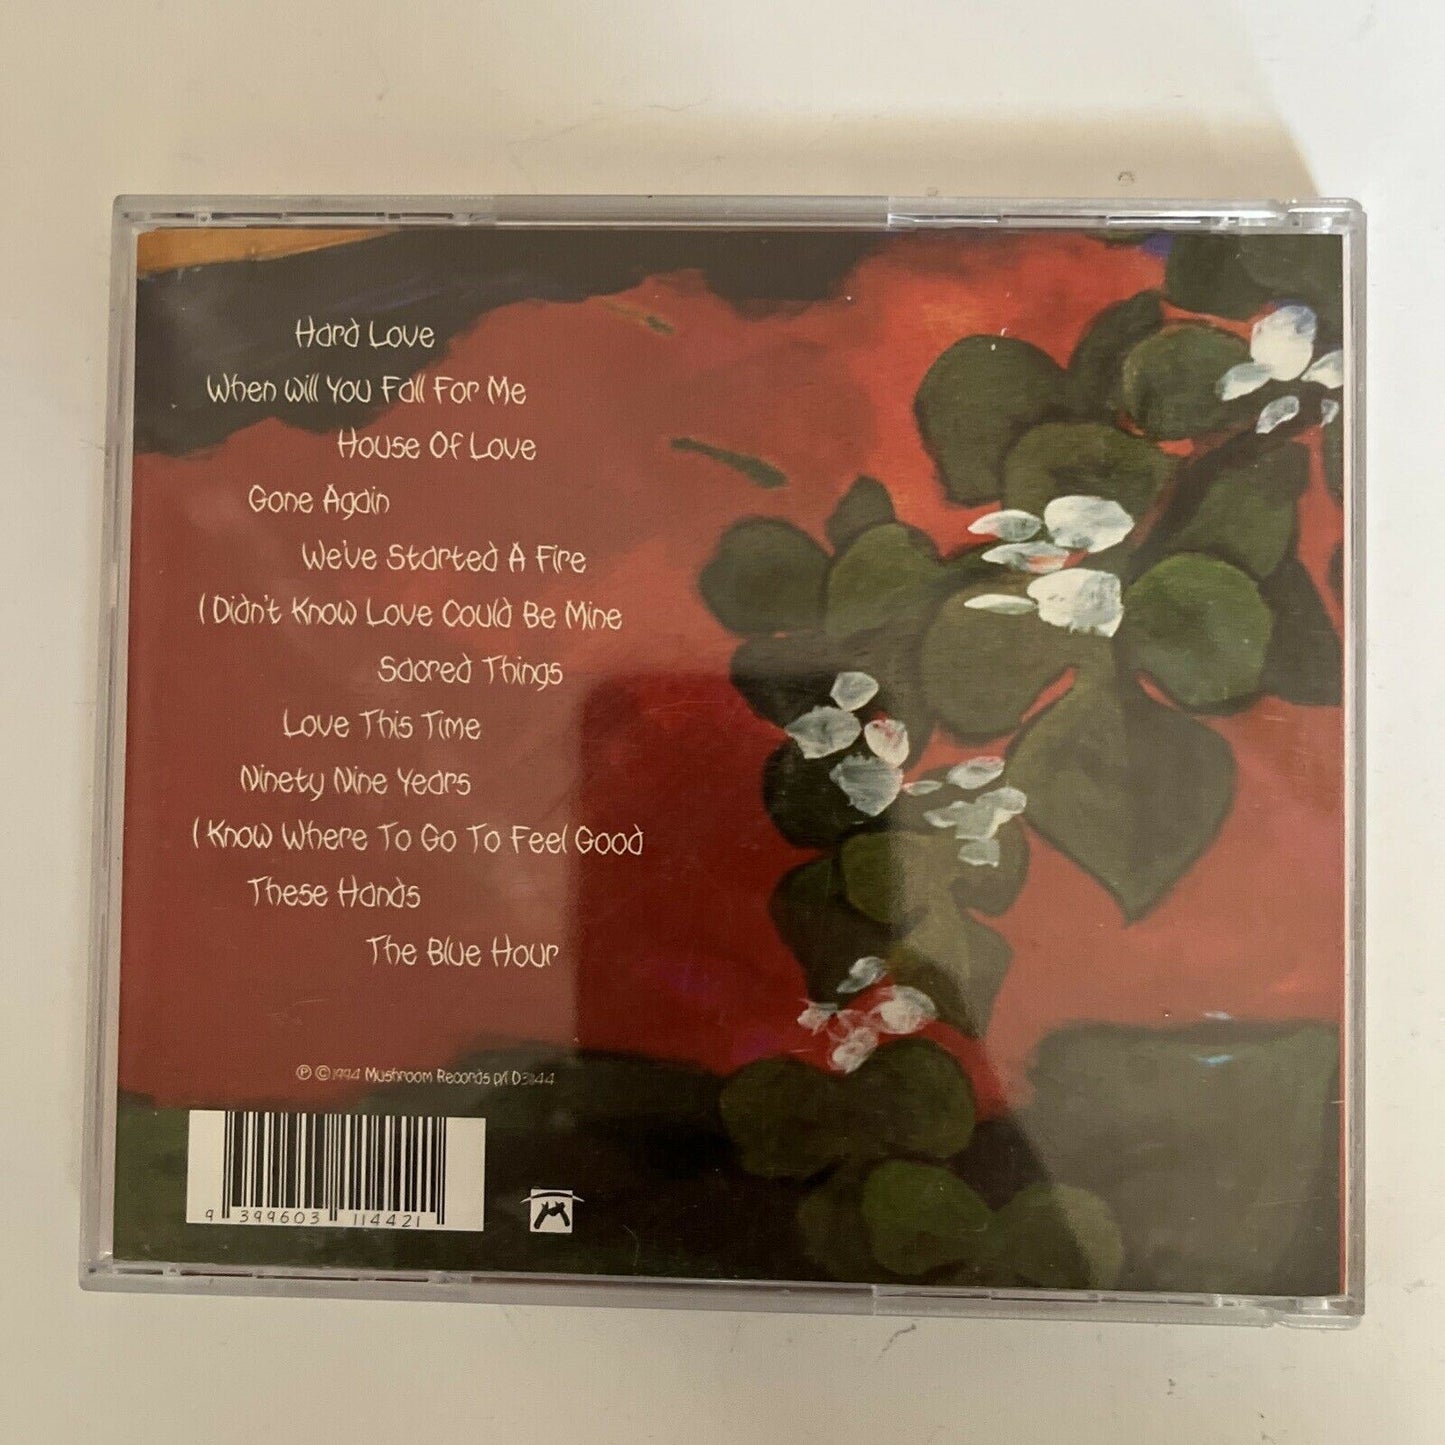 Hard Love
When Will You Fall For Me
House Of Love
Gone Again
We've Started A Fire
I Didn't Know Love Could Be Mine
Sacred Things
Love This Time
Ninety Nine Years
I Know Where To Go To Feel Good
These Hands
The Blue Hour
℗ © 1994 Mushroom Records P/L D31144
9 399603 114421